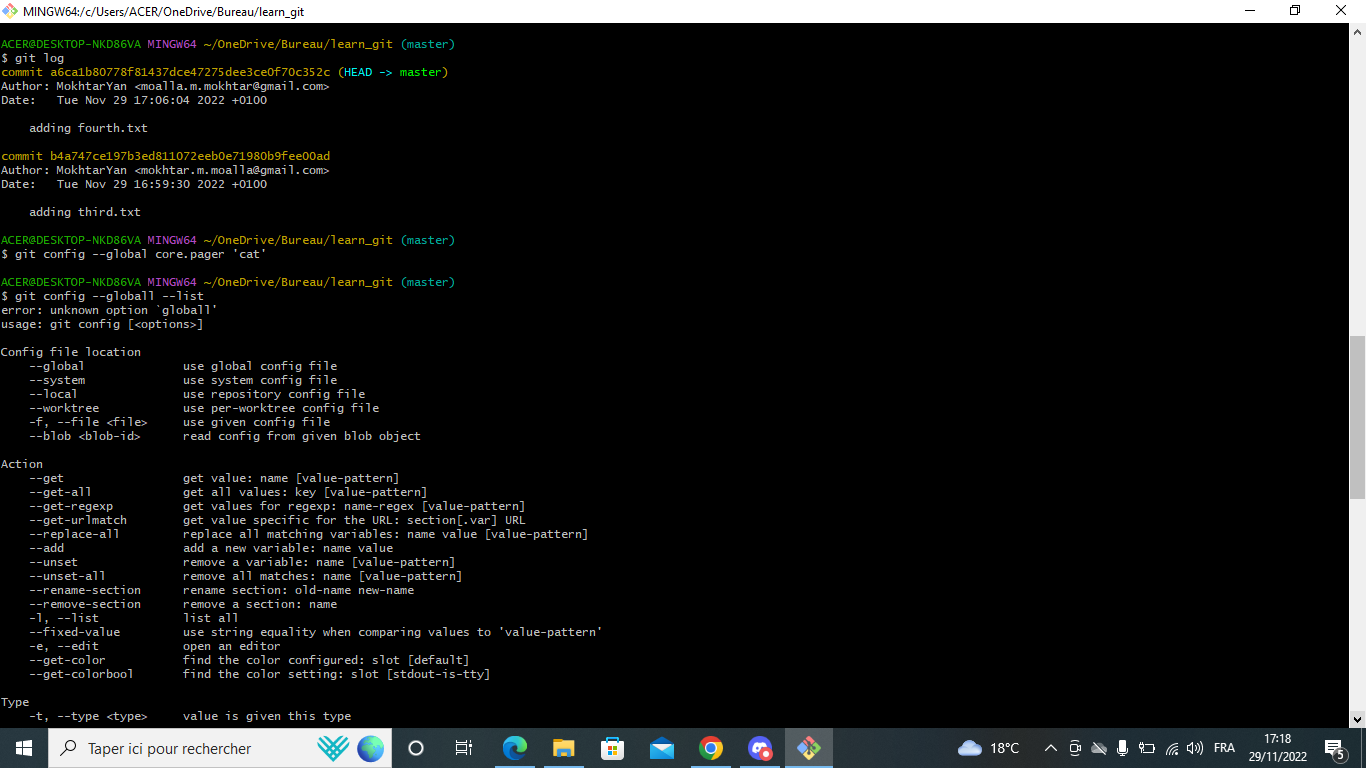 MINGW64:/c/Users/ACER/OneDrive/Bureau/learn_git
ACER@DESKTOP-NKD86VA MINGW64 ~/OneDrive/Bureau/learn_git (master)
$ git log
commit a6ca1b80778f81437dce47275dee3ce0f70c352c (HEAD -> master)
Author: MokhtarYan <moalla.m.mokhtar@gmail.com>
Date:   Tue Nov 29 17:06:04 2022 +0100
    adding fourth.txt
commit b4a747ce197b3ed811072eeb0e71980b9fee00ad
Author: MokhtarYan <mokhtar.m.moalla@gmail.com>
Date:   Tue Nov 29 16:59:30 2022 +0100
    adding third.txt
ACER@DESKTOP-NKD86VA MINGW64 ~/OneDrive/Bureau/learn_git (master)
$ git config --global core.pager 'cat'
ACER@DESKTOP-NKD86VA MINGW64 ~/OneDrive/Bureau/learn_git (master)
$ git config --globall --list
error: unknown option `globall'
usage: git config [<options>]
Config file location
    --global              use global config file
    --system              use system config file
    --local               use repository config file
    --worktree            use per-worktree config file
    -f, --file <file>     use given config file
    --blob <blob-id>      read config from given blob object
Action
    --get                 get value: name [value-pattern]
    --get-all             get all values: key [value-pattern]
    --get-regexp          get values for regexp: name-regex [value-pattern]
    --get-urlmatch        get value specific for the URL: section[.var] URL
    --replace-all         replace all matching variables: name value [value-pattern]
    --add                 add a new variable: name value
    --unset               remove a variable: name [value-pattern]
    --unset-all           remove all matches: name [value-pattern]
    --rename-section      rename section: old-name new-name
    --remove-section      remove a section: name
    -l, --list            list all
    --fixed-value         use string equality when comparing values to 'value-pattern'
    -e, --edit            open an editor
    --get-color           find the color configured: slot [default]
    --get-colorbool       find the color setting: slot [stdout-is-tty]
Type
    -t, --type <type>     value is given this type
Taper ici pour rechercher
18°C
FRA
17:18
29/11/2022
5